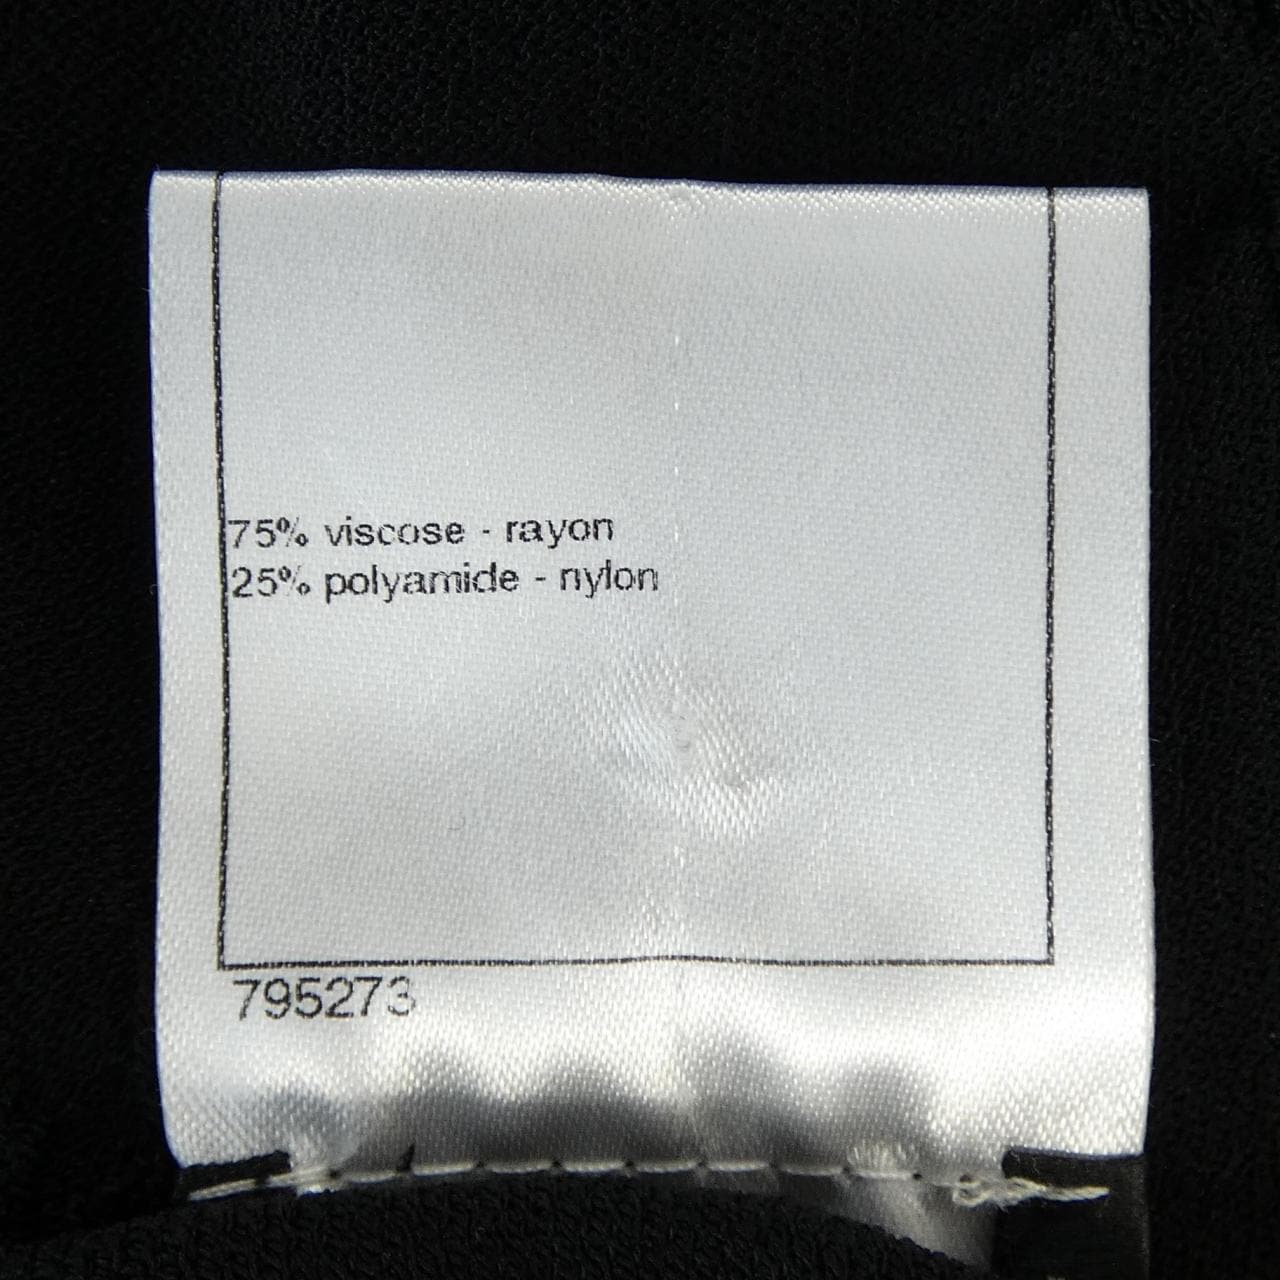 75% viscose - rayon
25% polyamide - nylon
795273